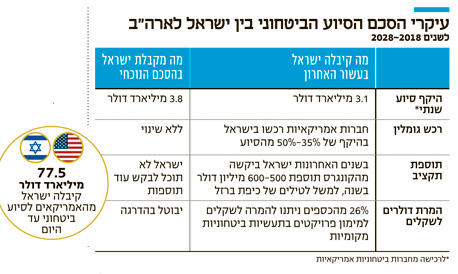 עיקרי הסכם הסיוע הביטחוני בין ישראל לארה"ב
לשנים 2028-2018
מה קיבלה ישראל
בעשור האחרון
מה מקבלת ישראל
בהסכם הנוכחי
היקף סיוע
שנתי*
3.1 מיליארד דולר
3.8 מיליארד דולר
רכש גומלין
חברות אמריקאיות רכשו בישראל
בהיקף של 35%-50% מהסיוע
ללא שינוי
תוספת
תקציב
בשנים האחרונות ישראל ביקשה
מהקונגרס תוספת 600-500 מיליון דולר
בשנה, למשל לטילים של כיפת ברזל
ישראל לא
תוכל לבקש עוד
תוספות
המרת דולרים
לשקלים
26% מהכספים ניתנו להמרה לשקלים
למימון פרויקטים בתעשיות ביטחוניות
מקומיות
יבוטל בהדרגה
*לרכישה מחברות ביטחוניות אמריקאיות
77.5
מיליארד דולר
קיבלה ישראל
מהאמריקאים לסיוע
ביטחוני עד
היום